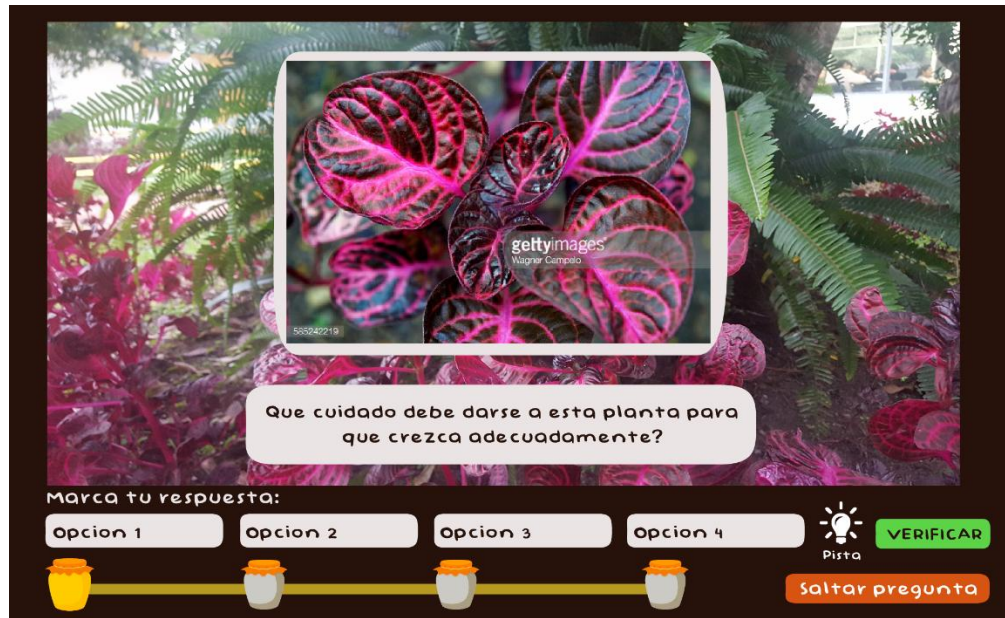 gettyimages
Wagner Campelo
585242219
Que cuidado debe darse a esta planta para
que crezca adecuadamente?
Marca tu respuesta:
Opcion 1
Opcion 2
Opcion 3
Opcion 4
Pista
VERIFICAR
Saltar pregunta